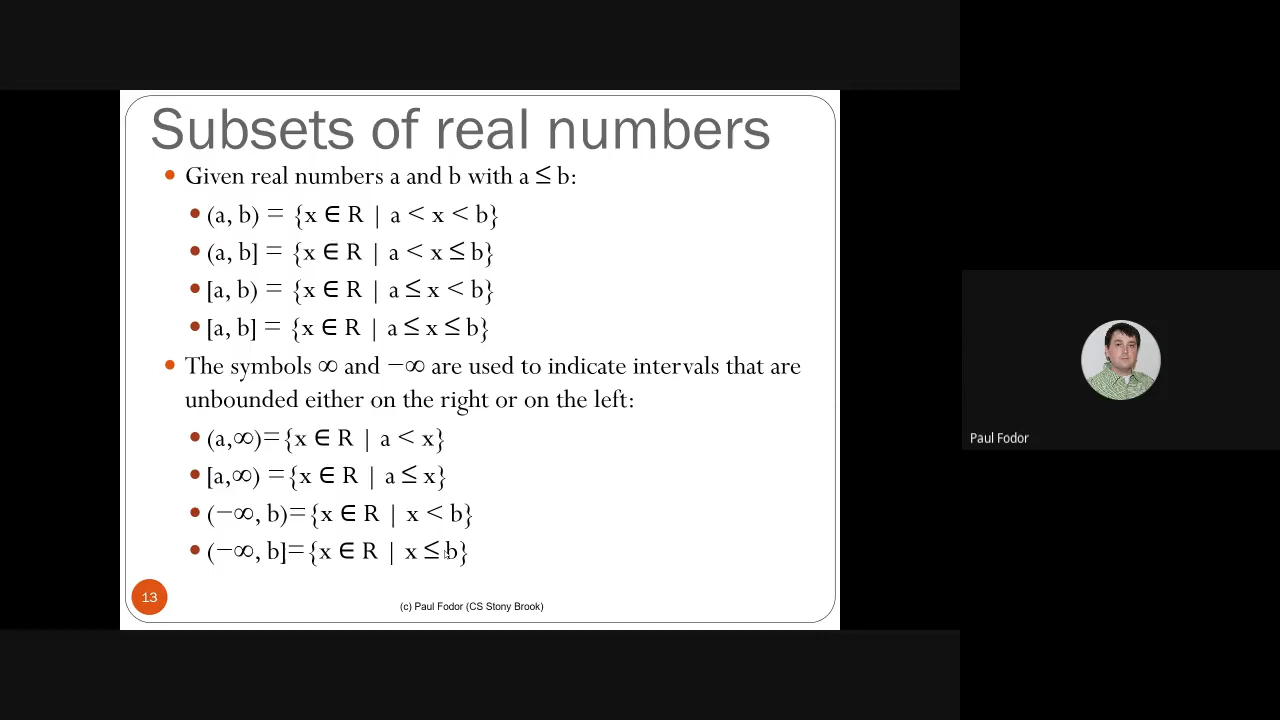 Subsets of real numbers
• Given real numbers a and b with a ≤ b:
• (a, b) = {x ∈ R | a < x < b}
• (a, b] = {x ∈ R | a < x ≤ b}
• [a, b) = {x ∈ R | a ≤ x < b}
• [a, b] = {x ∈ R | a ≤ x ≤ b}
• The symbols ∞ and −∞ are used to indicate intervals that are
unbounded either on the right or on the left:
• (a,∞)={x ∈ R | a < x}
• [a,∞) ={x ∈ R | a ≤ x}
• (−∞, b)={x ∈ R | x < b}
• (−∞, b]={x ∈ R | x ≤ b}
13
(c) Paul Fodor (CS Stony Brook)
Paul Fodor